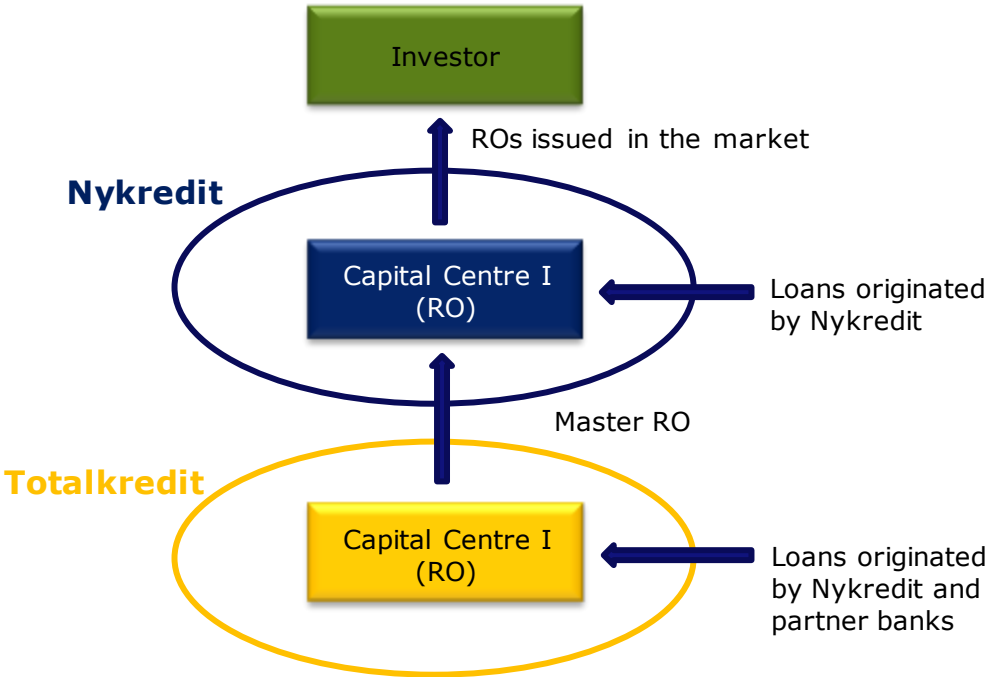 Investor
ROs issued in the market
Nykredit
Capital Centre I
(RO)
Loans originated
by Nykredit
Master RO
Totalkredit
Capital Centre I
(RO)
Loans originated
by Nykredit and
partner banks